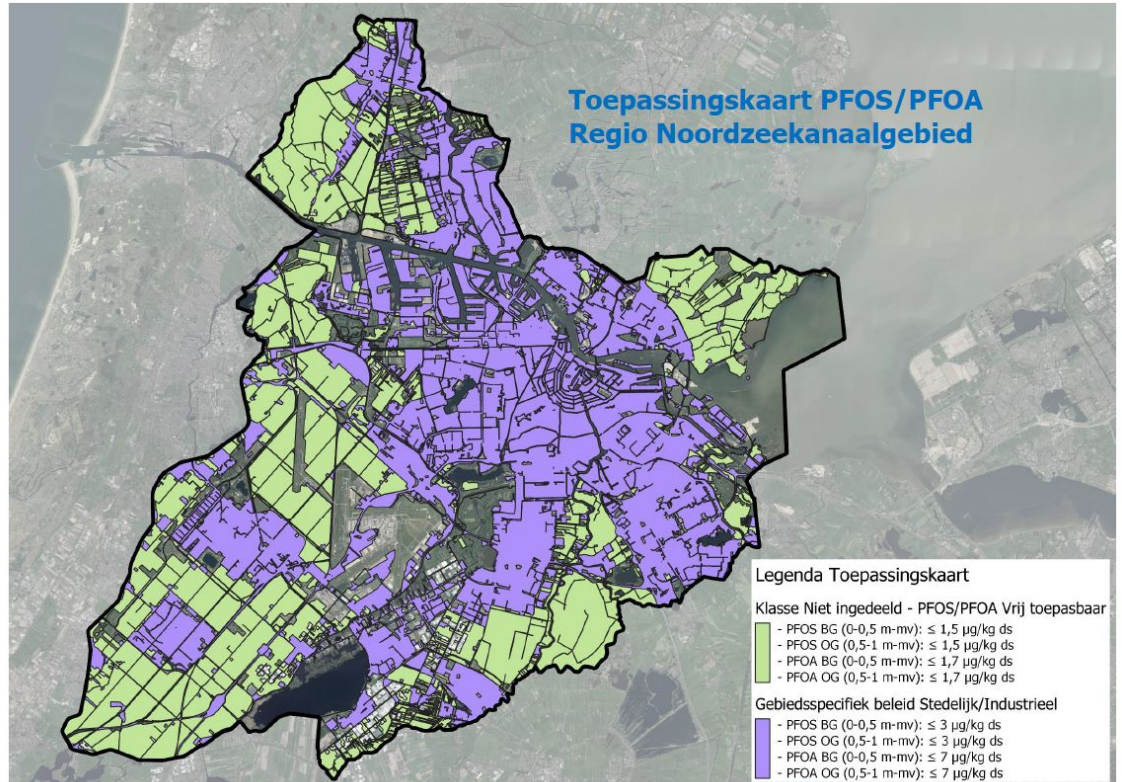 Toepassingskaart PFOS/PFOA
Regio Noordzeekanaalgebied
Legenda Toepassingskaart
Klasse Niet ingedeeld - PFOS/PFOA Vrij toepasbaar
- PFOS BG (0-0,5 m-mv): ≤ 1,5 µg/kg ds
- PFOS OG (0,5-1 m-mv): ≤ 1,5 µg/kg ds
- PFOA BG (0-0,5 m-mv): ≤ 1,7 µg/kg ds
- PFOA OG (0,5-1 m-mv): ≤ 1,7 µg/kg ds
Gebiedsspecifiek beleid Stedelijk/Industrieel
- PFOS BG (0-0,5 m-mv): ≤ 3 µg/kg ds
- PFOS OG (0,5-1 m-mv): ≤ 3 µg/kg ds
- PFOA BG (0-0,5 m-mv): ≤ 7 µg/kg ds
- PFOA OG (0,5-1 m-mv): ≤ 7 µg/kg ds